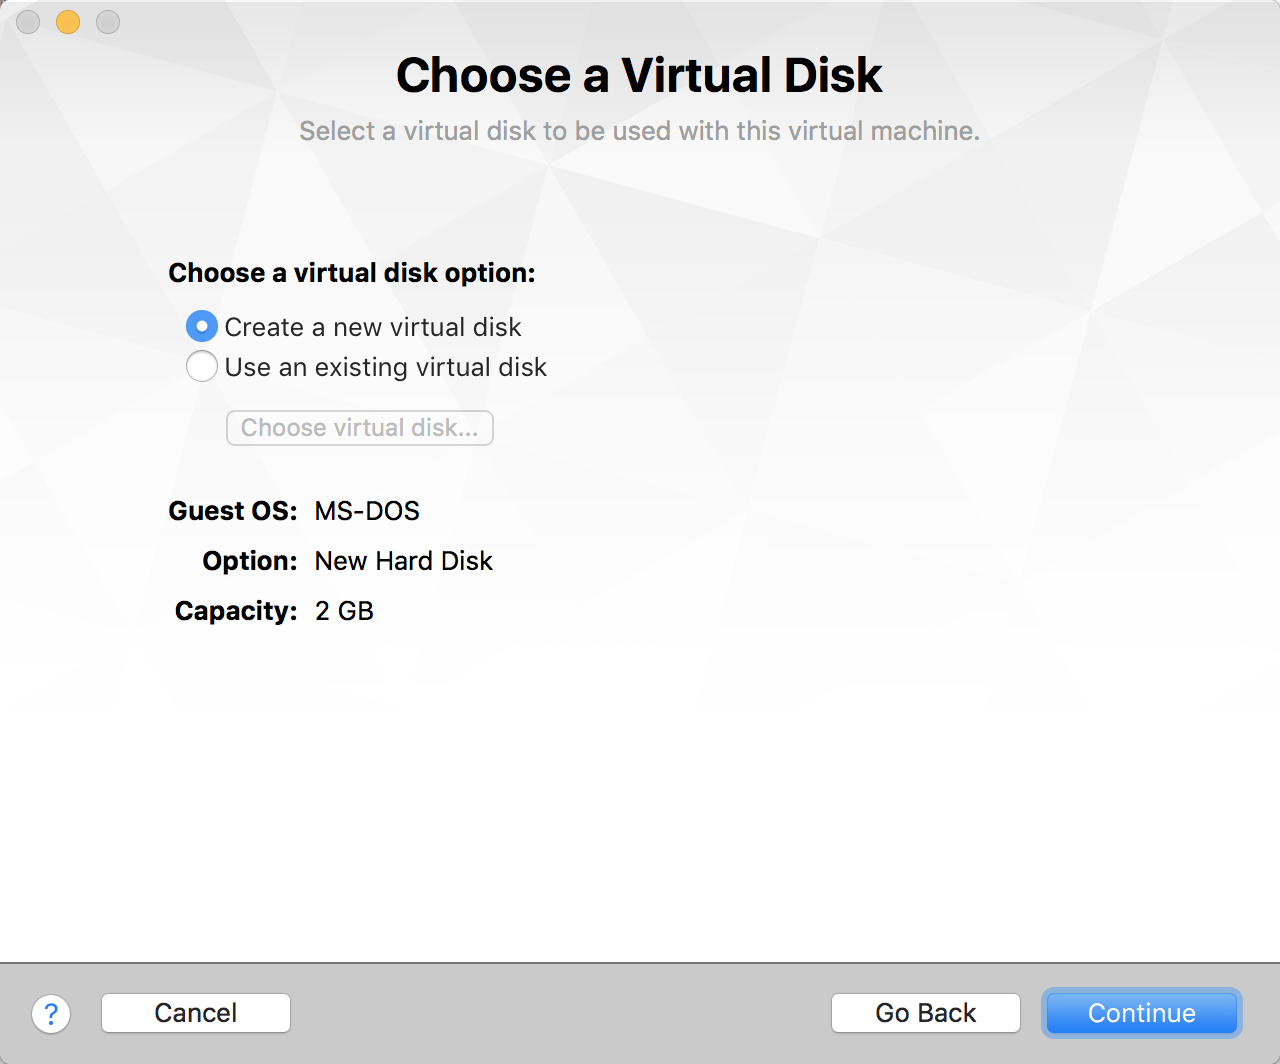 Choose a Virtual Disk
Select a virtual disk to be used with this virtual machine.
Choose a virtual disk option:
Create a new virtual disk
Use an existing virtual disk
Choose virtual disk...
Guest OS: MS-DOS
Option: New Hard Disk
Capacity: 2 GB
? Cancel Go Back Continue